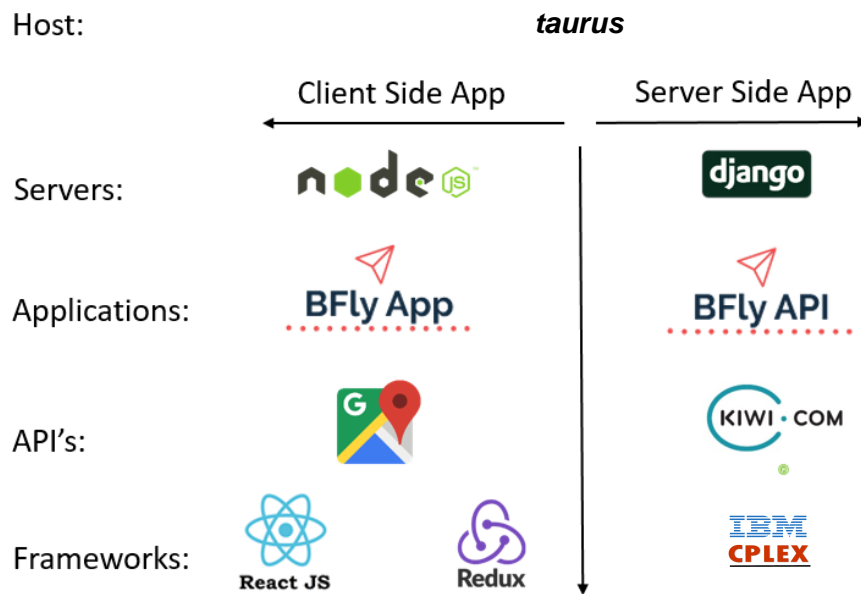 Host: taurus
Client Side App Server Side App
Servers: node JS ™ django
Applications: BFly App BFly API
API's: G KIWI.COM
Frameworks: React JS Redux IBM CPLEX